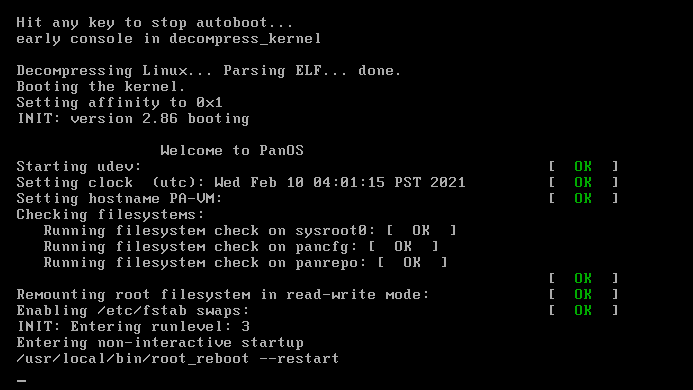 Hit any key to stop autoboot...
early console in decompress_kernel
Decompressing Linux... Parsing ELF... done.
Booting the kernel.
Setting affinity to 0x1
INIT: version 2.86 booting
Welcome to PanOS
Starting udev: [ OK ]
Setting clock (utc): Wed Feb 10 04:01:15 PST 2021 [ OK ]
Setting hostname PA-VM: [ OK ]
Checking filesystems:
Running filesystem check on sysroot0: [ OK ]
Running filesystem check on pancfg: [ OK ]
Running filesystem check on panrepo: [ OK ]
[ OK ]
Remounting root filesystem in read-write mode: [ OK ]
Enabling /etc/fstab swaps: [ OK ]
INIT: Entering runlevel: 3
Entering non-interactive startup
/usr/local/bin/root_reboot --restart
_